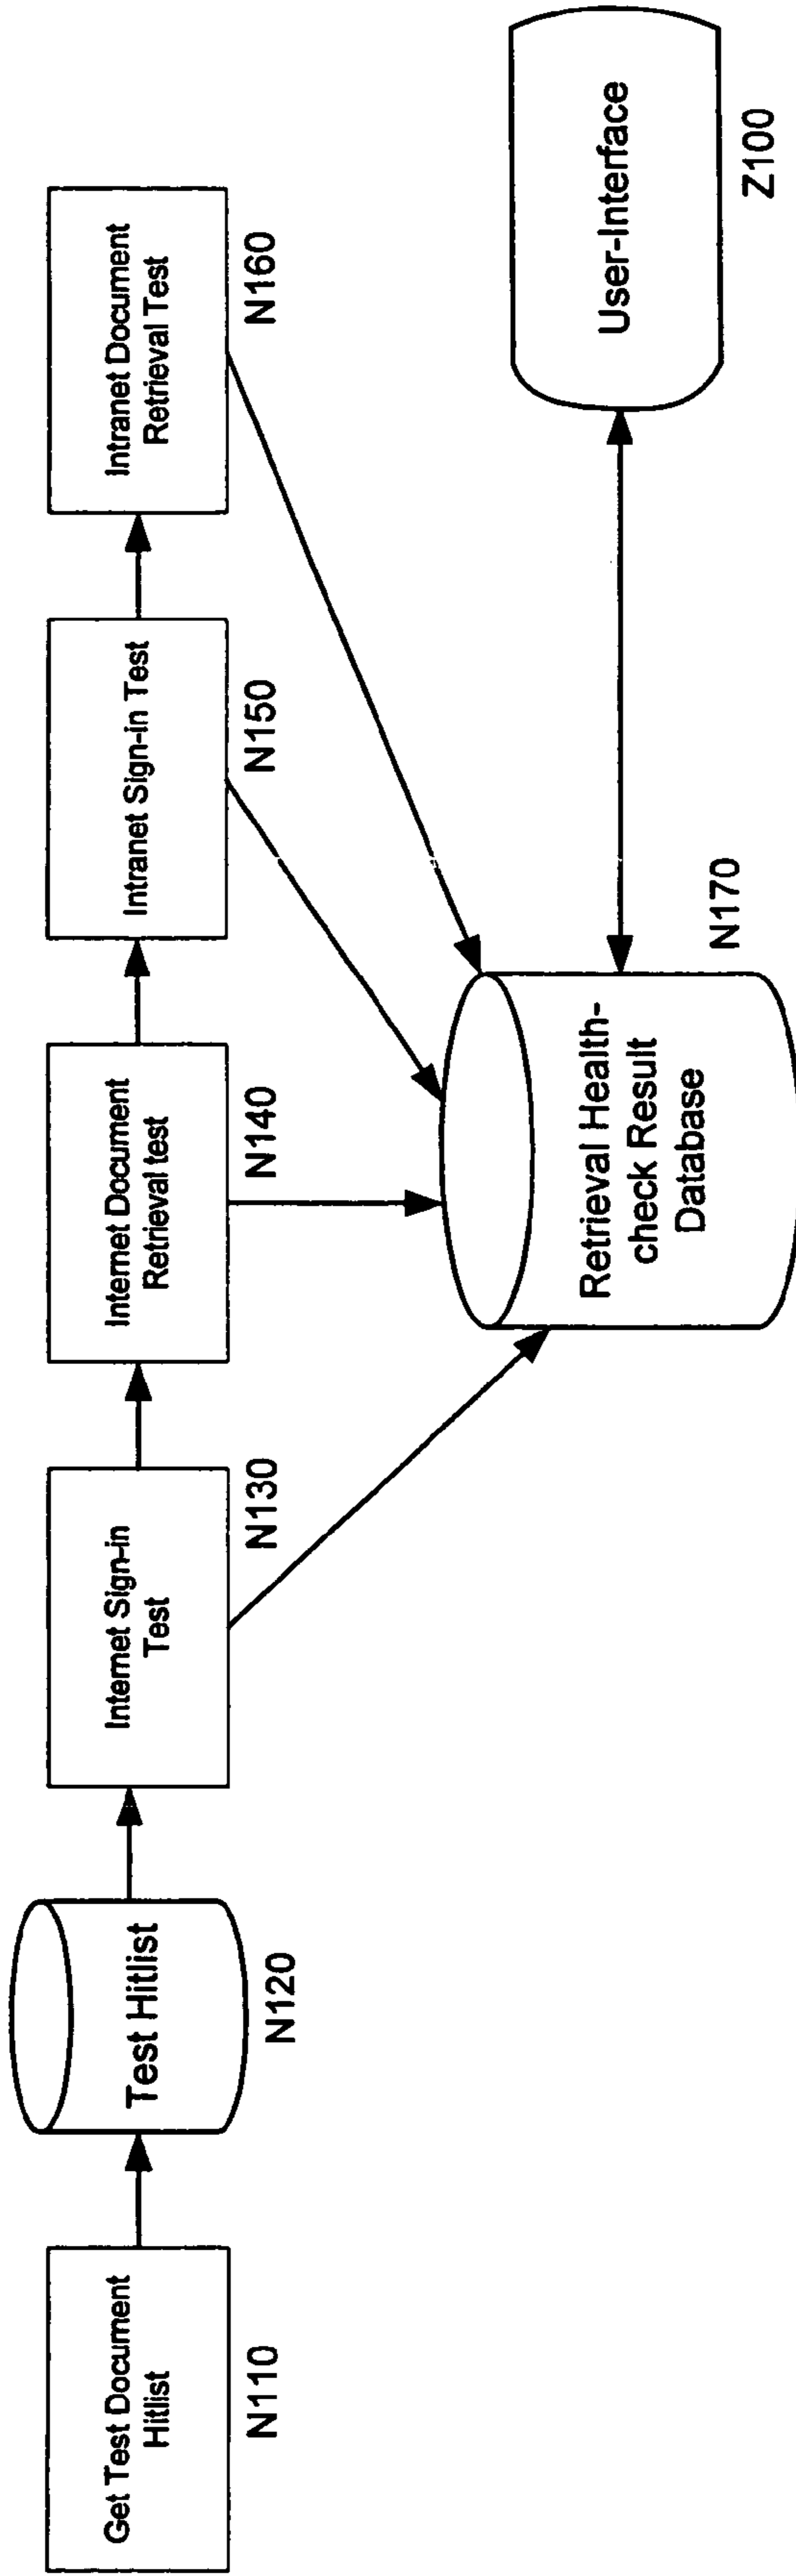 Get Test Document
Hitlist
N110
Test Hitlist
N120
Internet Sign-in
Test
N130
Internet Document
Retrieval test
N140
Intranet Sign-in Test
N150
Intranet Document
Retrieval Test
N160
Retrieval Health-
check Result
Database
N170
User-Interface
Z100